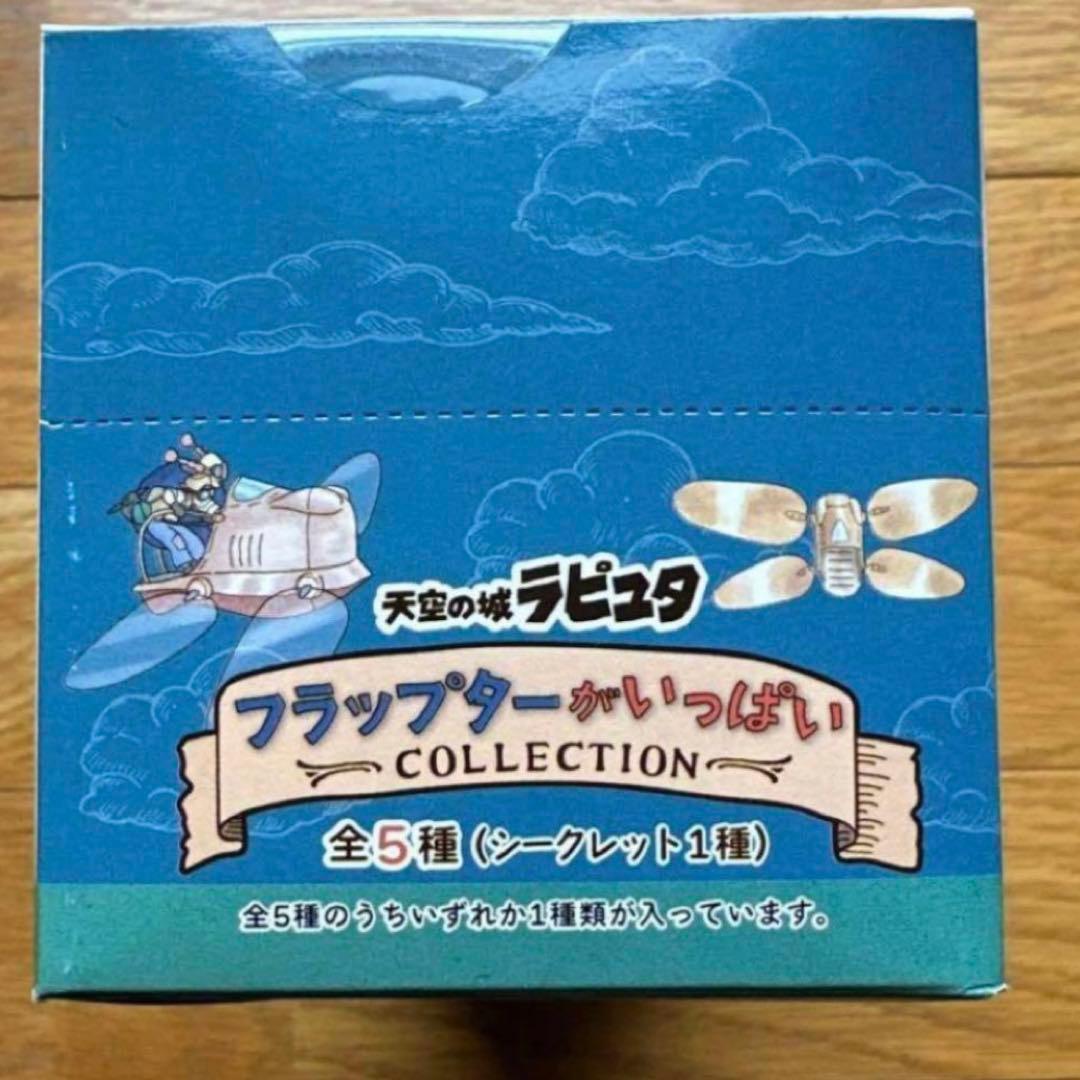 天空の城ラピュタ
フラップターがいっぱい
COLLECTION
全5種(シークレット1種)
全5種のうちいずれか1種類が入っています。